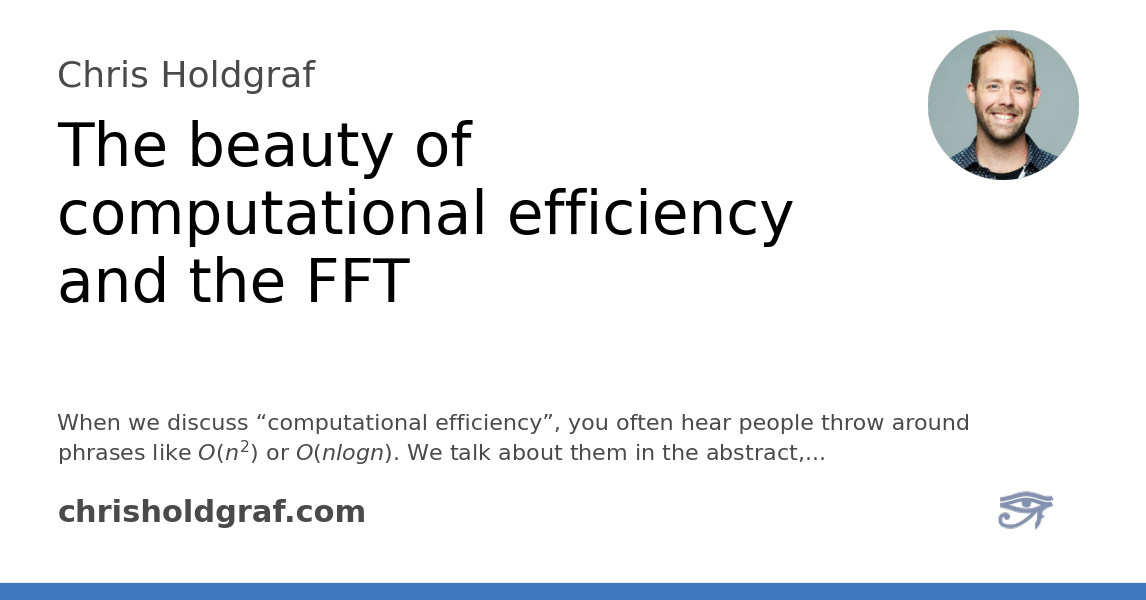 Chris Holdgraf
The beauty of
computational efficiency
and the FFT
When we discuss “computational efficiency”, you often hear people throw around
phrases like O(n²) or O(nlogn). We talk about them in the abstract,...
chrisholdgraf.com